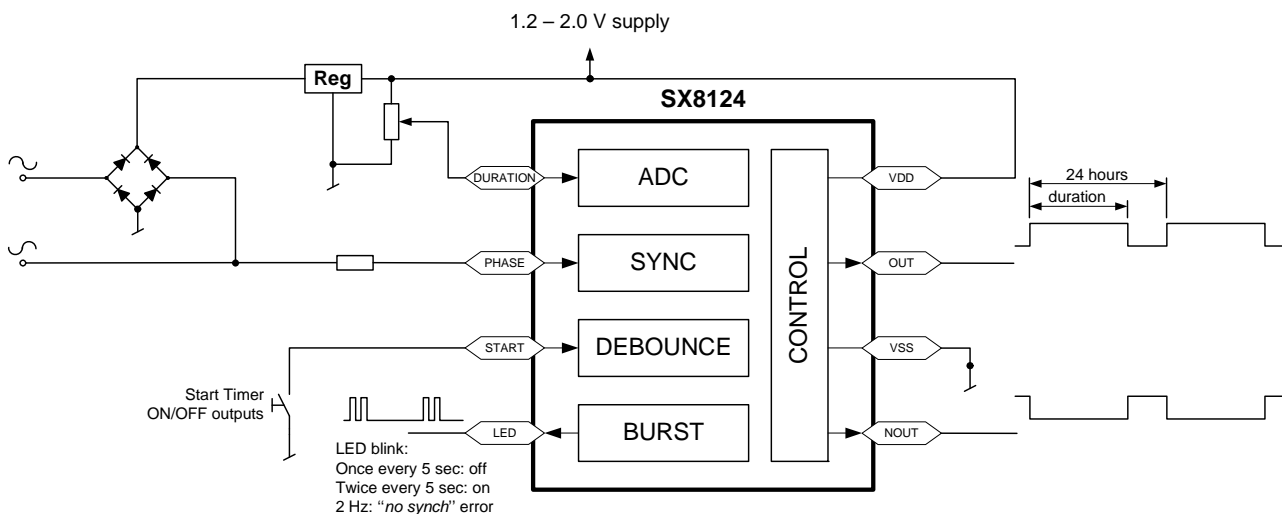 1.2 – 2.0 V supply
Reg
SX8124
DURATION
ADC
VDD
24 hours
duration
PHASE
SYNC
OUT
CONTROL
START
DEBOUNCE
VSS
Start Timer
ON/OFF outputs
LED
BURST
NOUT
LED blink:
Once every 5 sec: off
Twice every 5 sec: on
2 Hz: “no synch” error